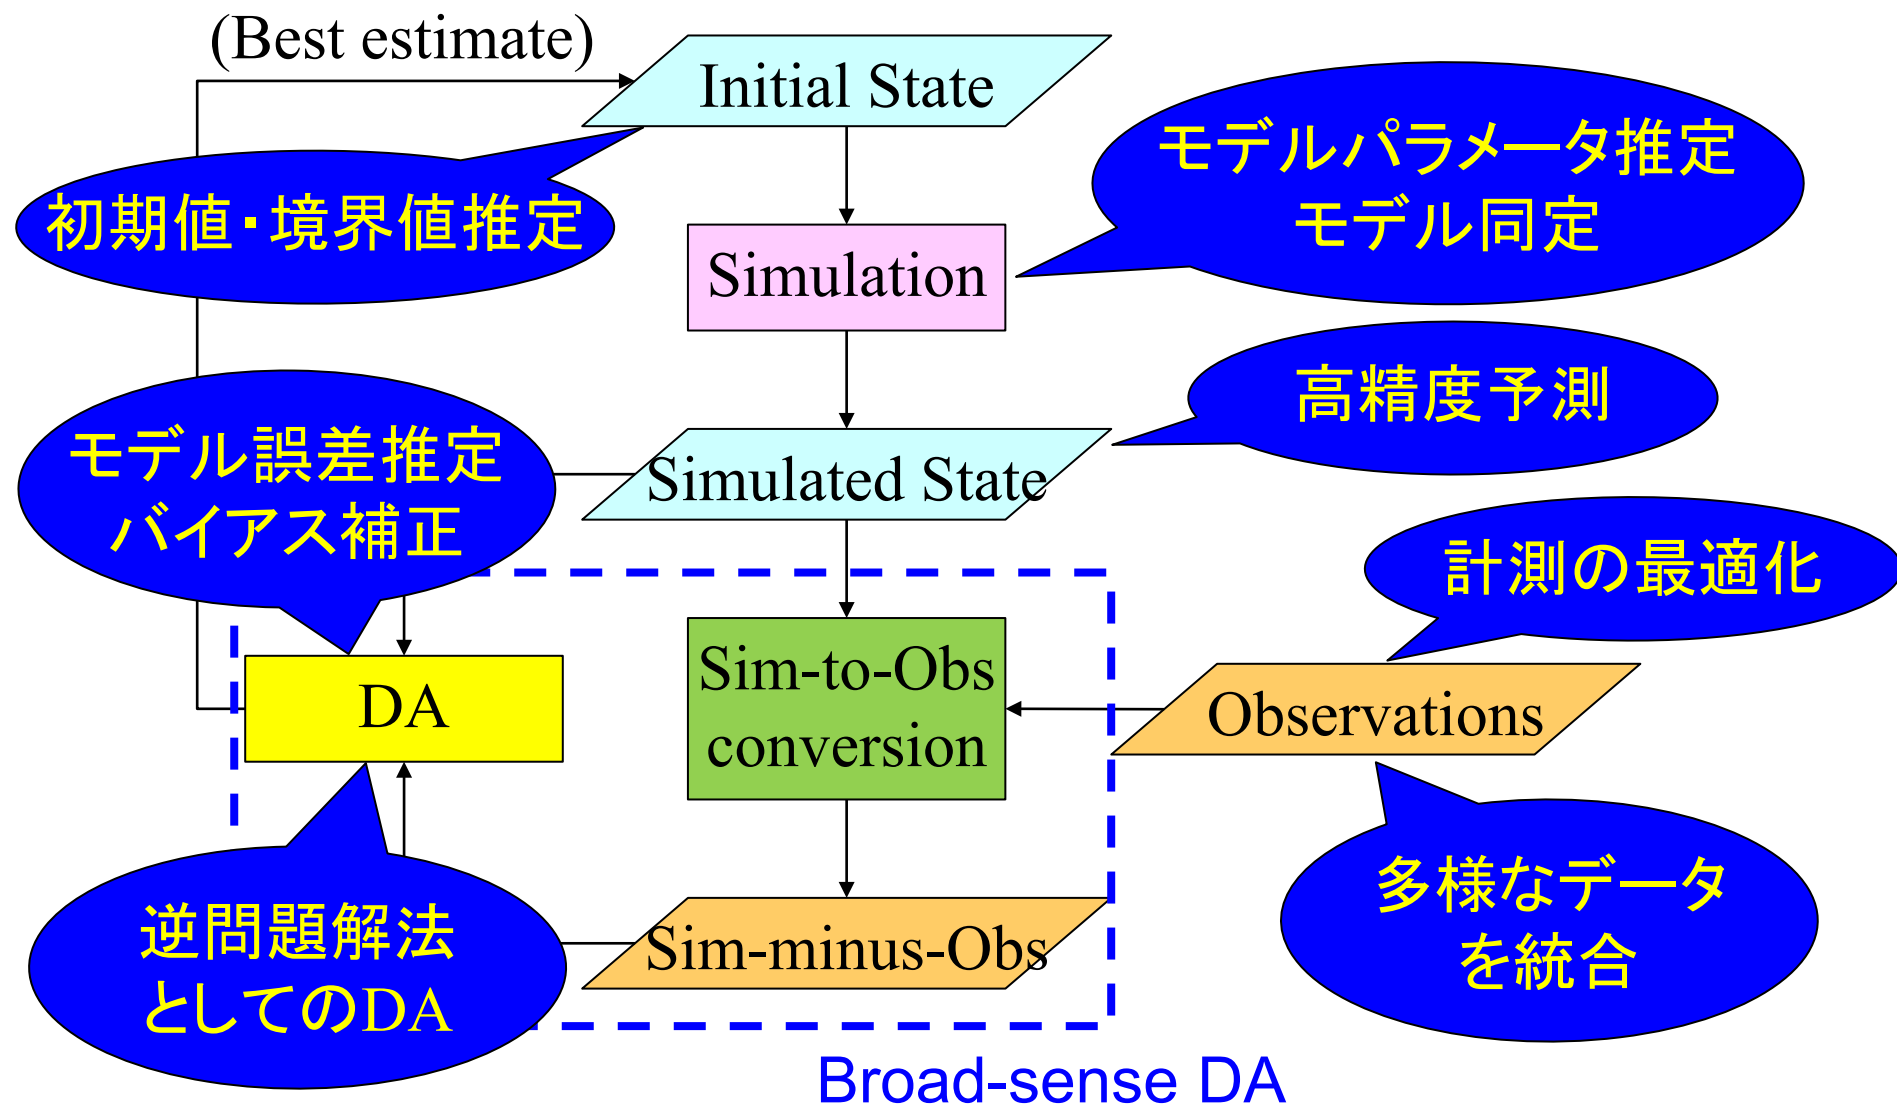 (Best estimate)
Initial State
モデルパラメータ推定
モデル同定
初期値・境界値推定
Simulation
高精度予測
モデル誤差推定
バイアス補正
Simulated State
計測の最適化
Sim-to-Obs
conversion
DA
Observations
多様なデータ
を統合
逆問題解法
としてのDA
Sim-minus-Obs
Broad-sense DA